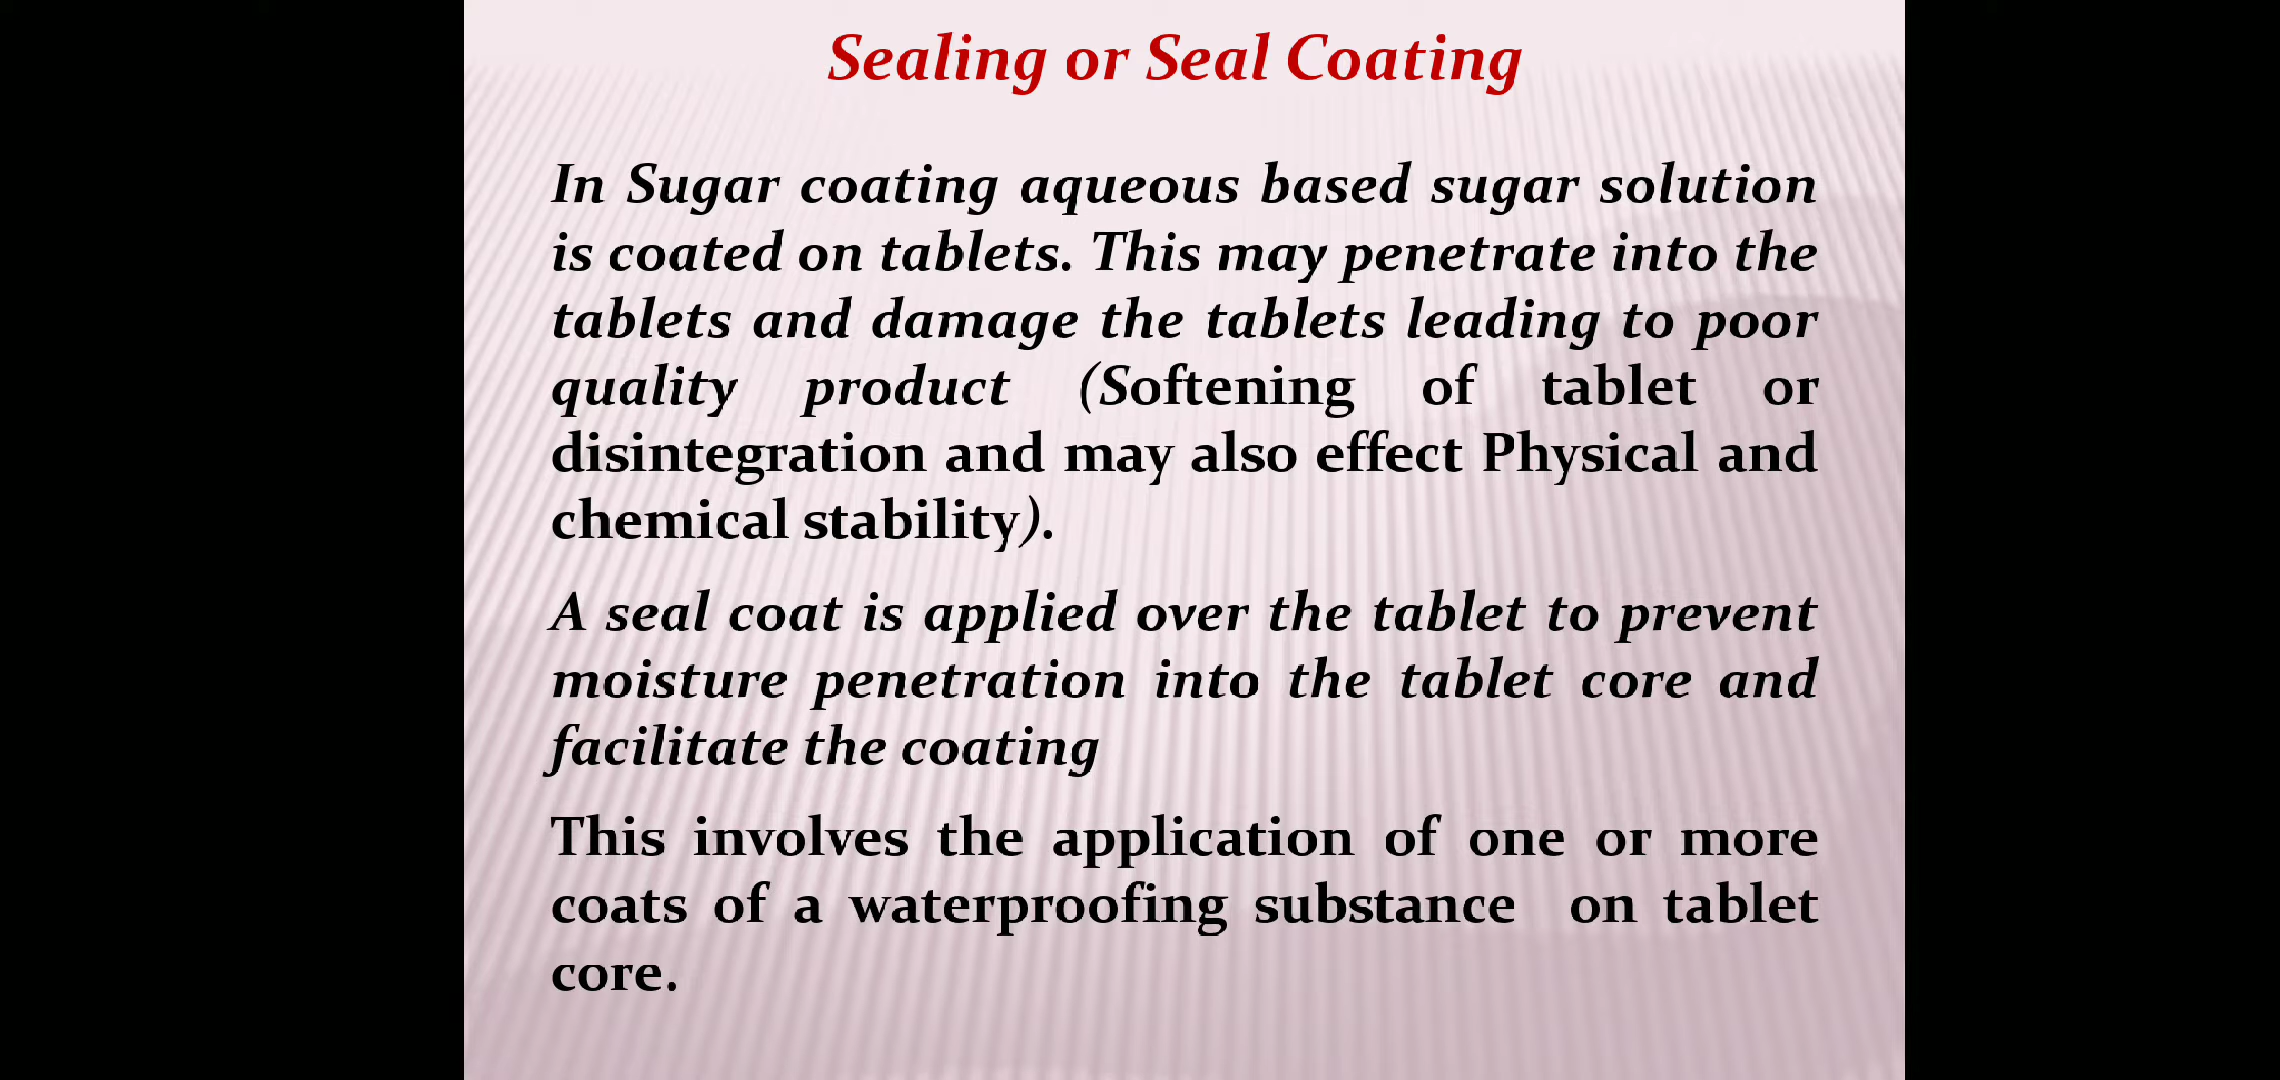 Sealing or Seal Coating
In Sugar coating aqueous based sugar solution
is coated on tablets. This may penetrate into the
tablets and damage the tablets leading to poor
quality product (Softening of tablet or
disintegration and may also effect Physical and
chemical stability).
A seal coat is applied over the tablet to prevent
moisture penetration into the tablet core and
facilitate the coating
This involves the application of one or more
coats of a waterproofing substance on tablet
core.